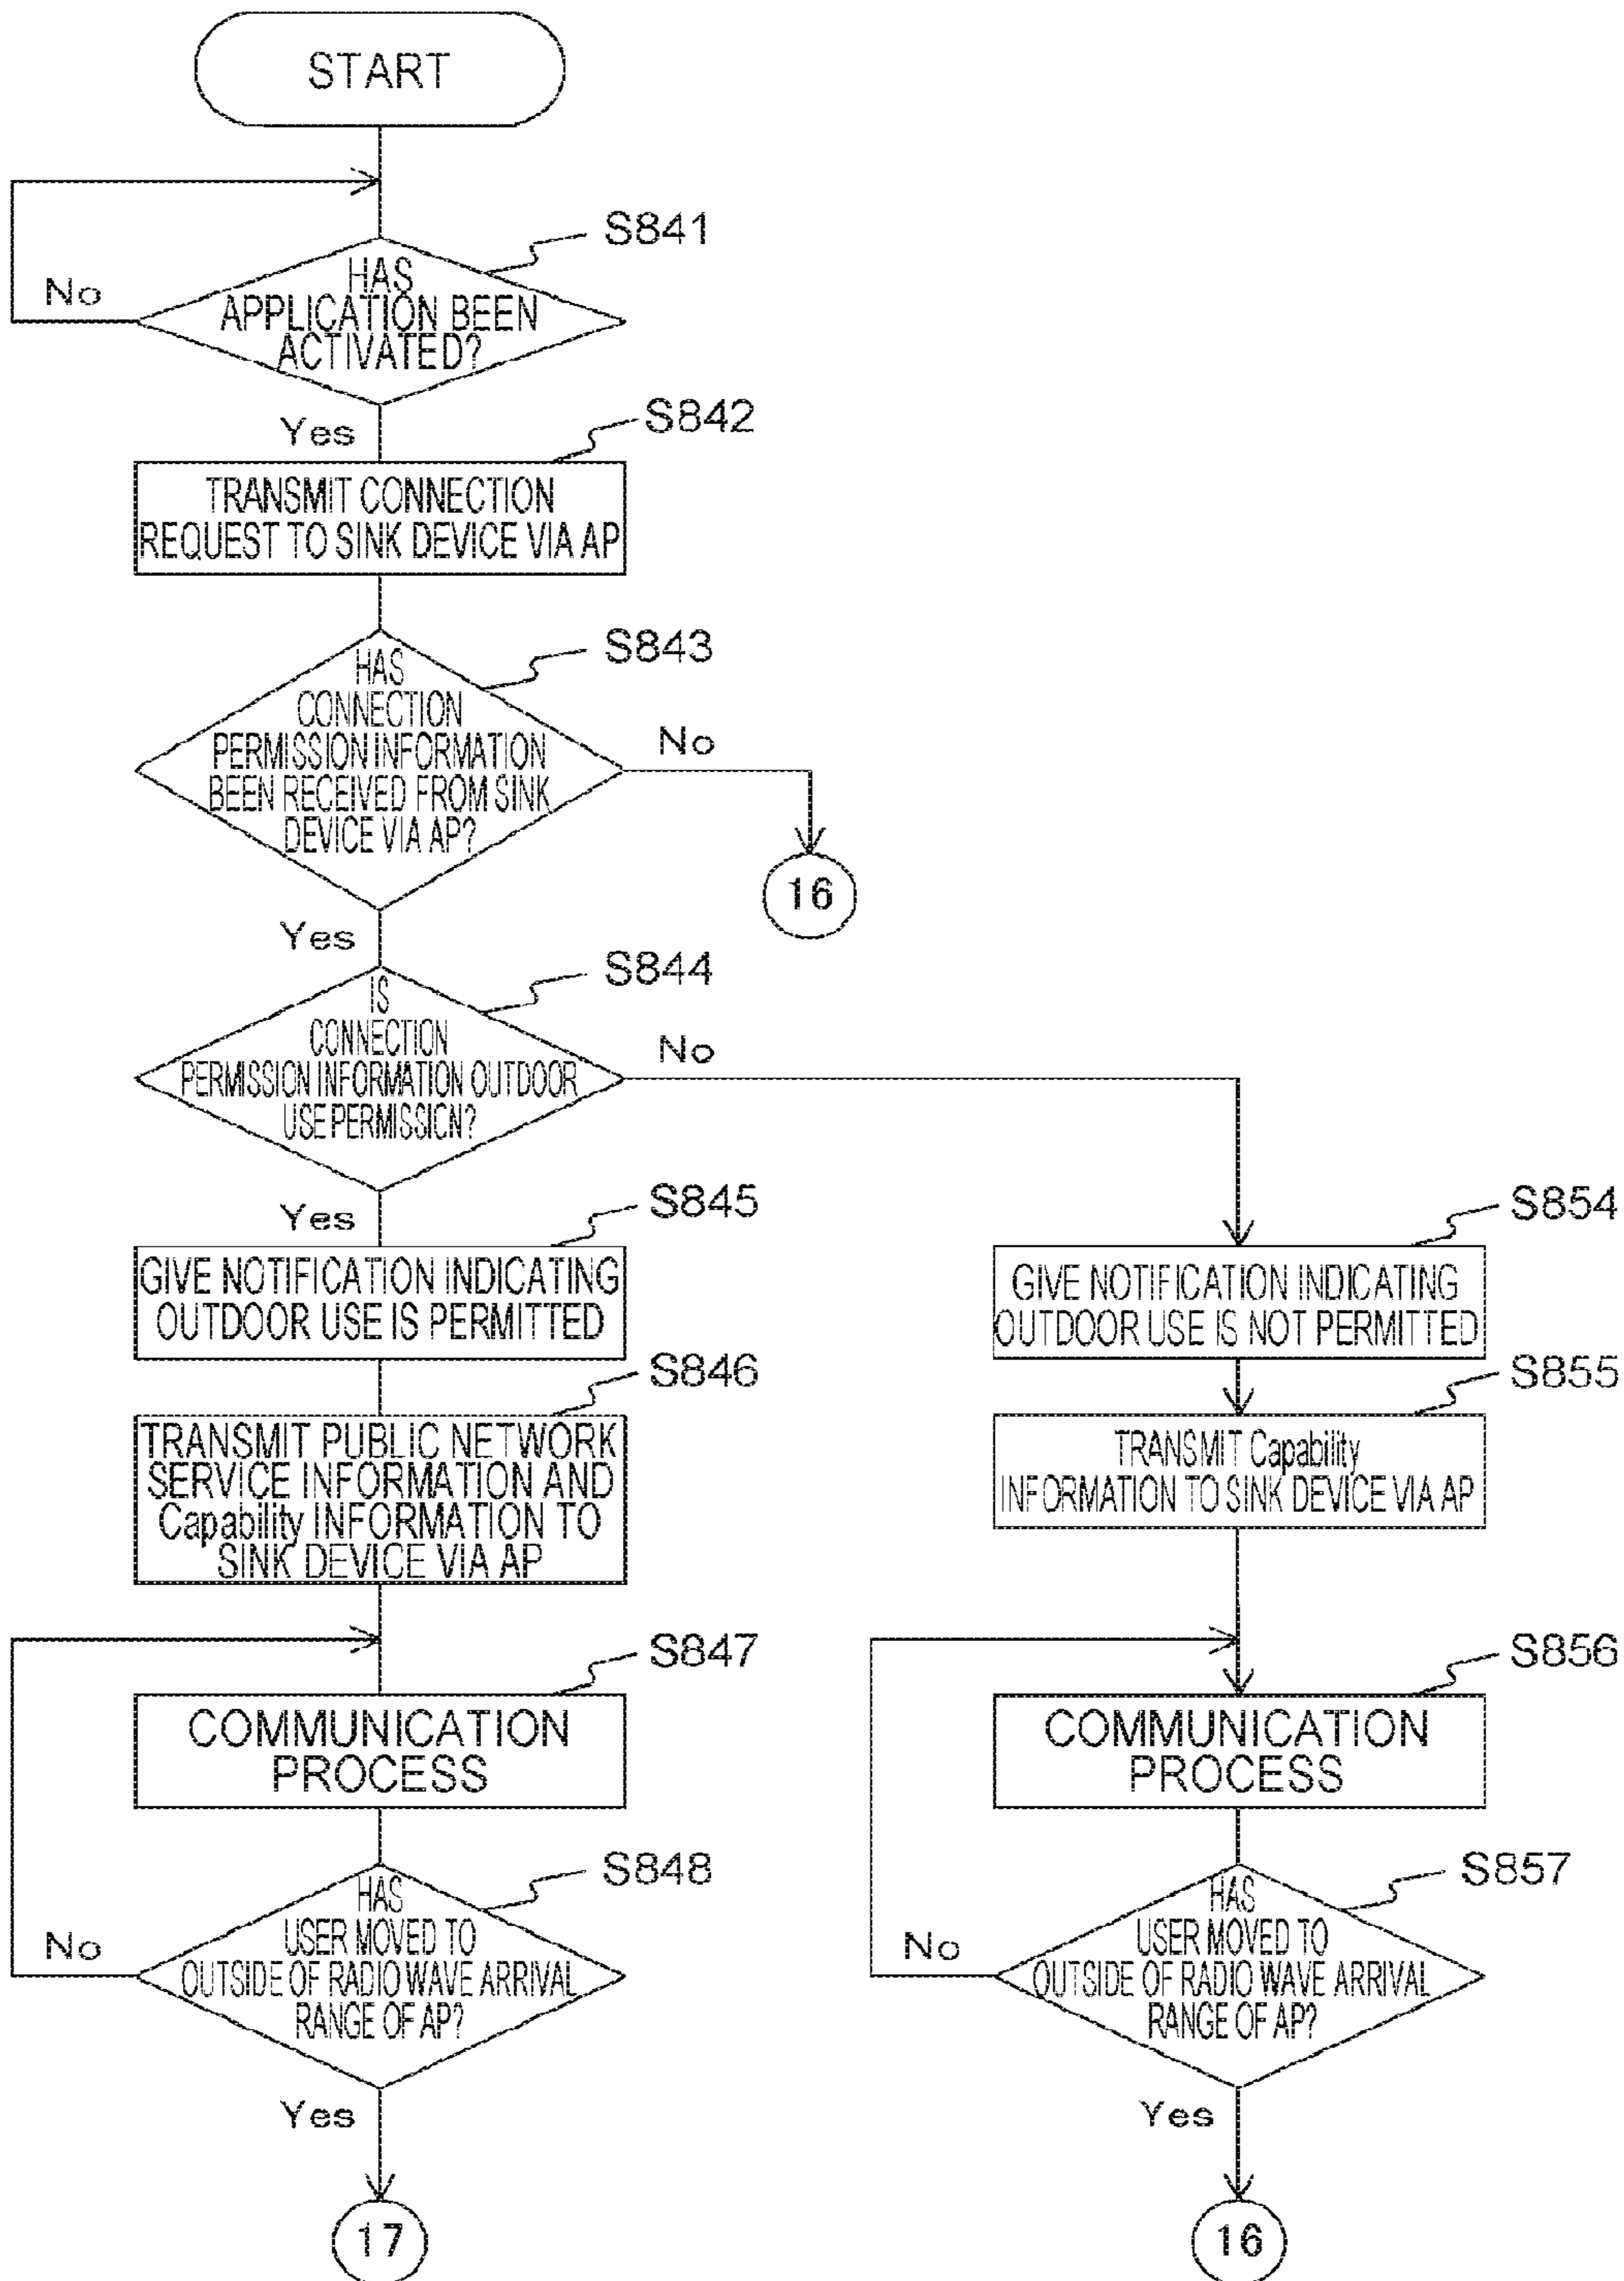 START
S841
HAS
APPLICATION BEEN
ACTIVATED?
No
Yes
S842
TRANSMIT CONNECTION
REQUEST TO SINK DEVICE VIA AP
S843
HAS
CONNECTION
PERMISSION INFORMATION
BEEN RECEIVED FROM SINK
DEVICE VIA AP?
No
16
Yes
S844
IS
CONNECTION
PERMISSION INFORMATION OUTDOOR
USE PERMISSION?
No
Yes
S845
GIVE NOTIFICATION INDICATING
OUTDOOR USE IS PERMITTED
S846
TRANSMIT PUBLIC NETWORK
SERVICE INFORMATION AND
Capability INFORMATION TO
SINK DEVICE VIA AP
S847
COMMUNICATION
PROCESS
S848
HAS
USER MOVED TO
OUTSIDE OF RADIO WAVE ARRIVAL
RANGE OF AP?
No
Yes
17
S854
GIVE NOTIFICATION INDICATING
OUTDOOR USE IS NOT PERMITTED
S855
TRANSMIT Capability
INFORMATION TO SINK DEVICE VIA AP
S856
COMMUNICATION
PROCESS
S857
HAS
USER MOVED TO
OUTSIDE OF RADIO WAVE ARRIVAL
RANGE OF AP?
No
Yes
16